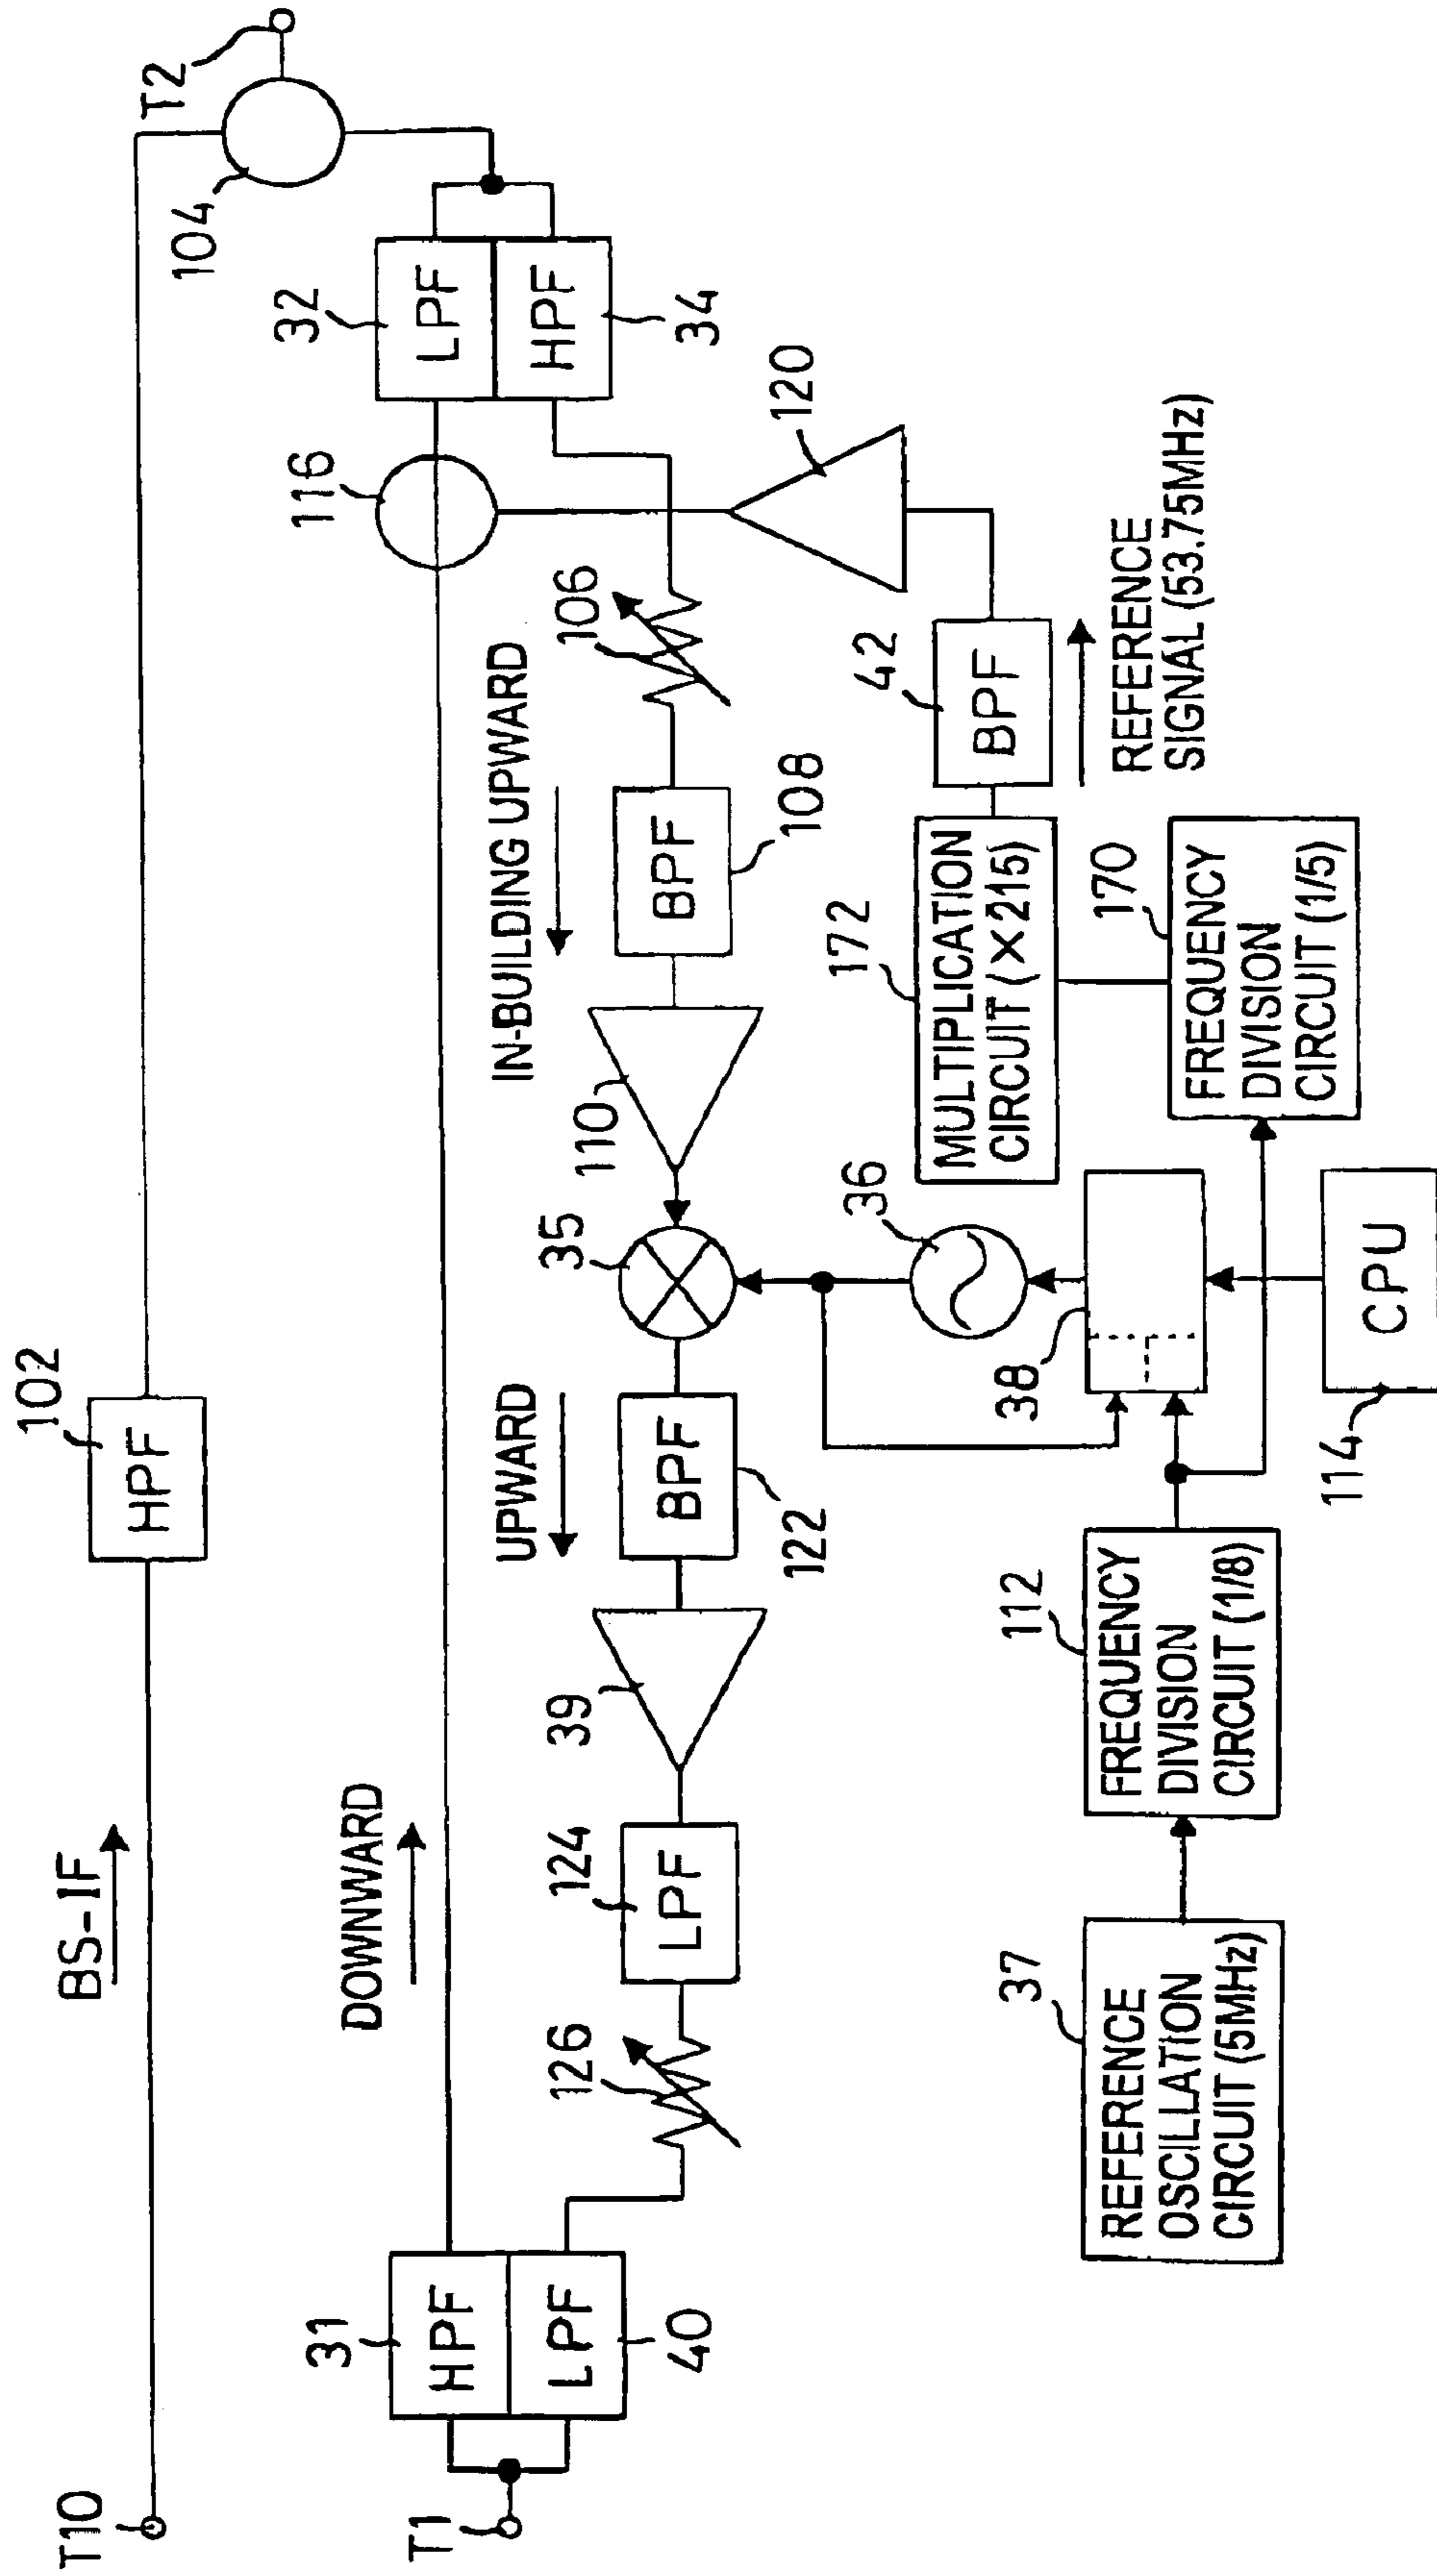 T10
BS-IF
102
HPF
T2
104
T1
31
HPF
LPF
40
DOWNWARD
116
32
LPF
HPF
34
126
124
LPF
39
UPWARD
BPF
122
35
110
IN-BUILDING UPWARD
BPF
108
106
120
42
BPF
REFERENCE
SIGNAL (53.75MHz)
172
MULTIPLICATION
CIRCUIT (×215)
170
FREQUENCY
DIVISION
CIRCUIT (1/5)
36
38
CPU
114
112
FREQUENCY
DIVISION
CIRCUIT (1/8)
37
REFERENCE
OSCILLATION
CIRCUIT (5MHz)